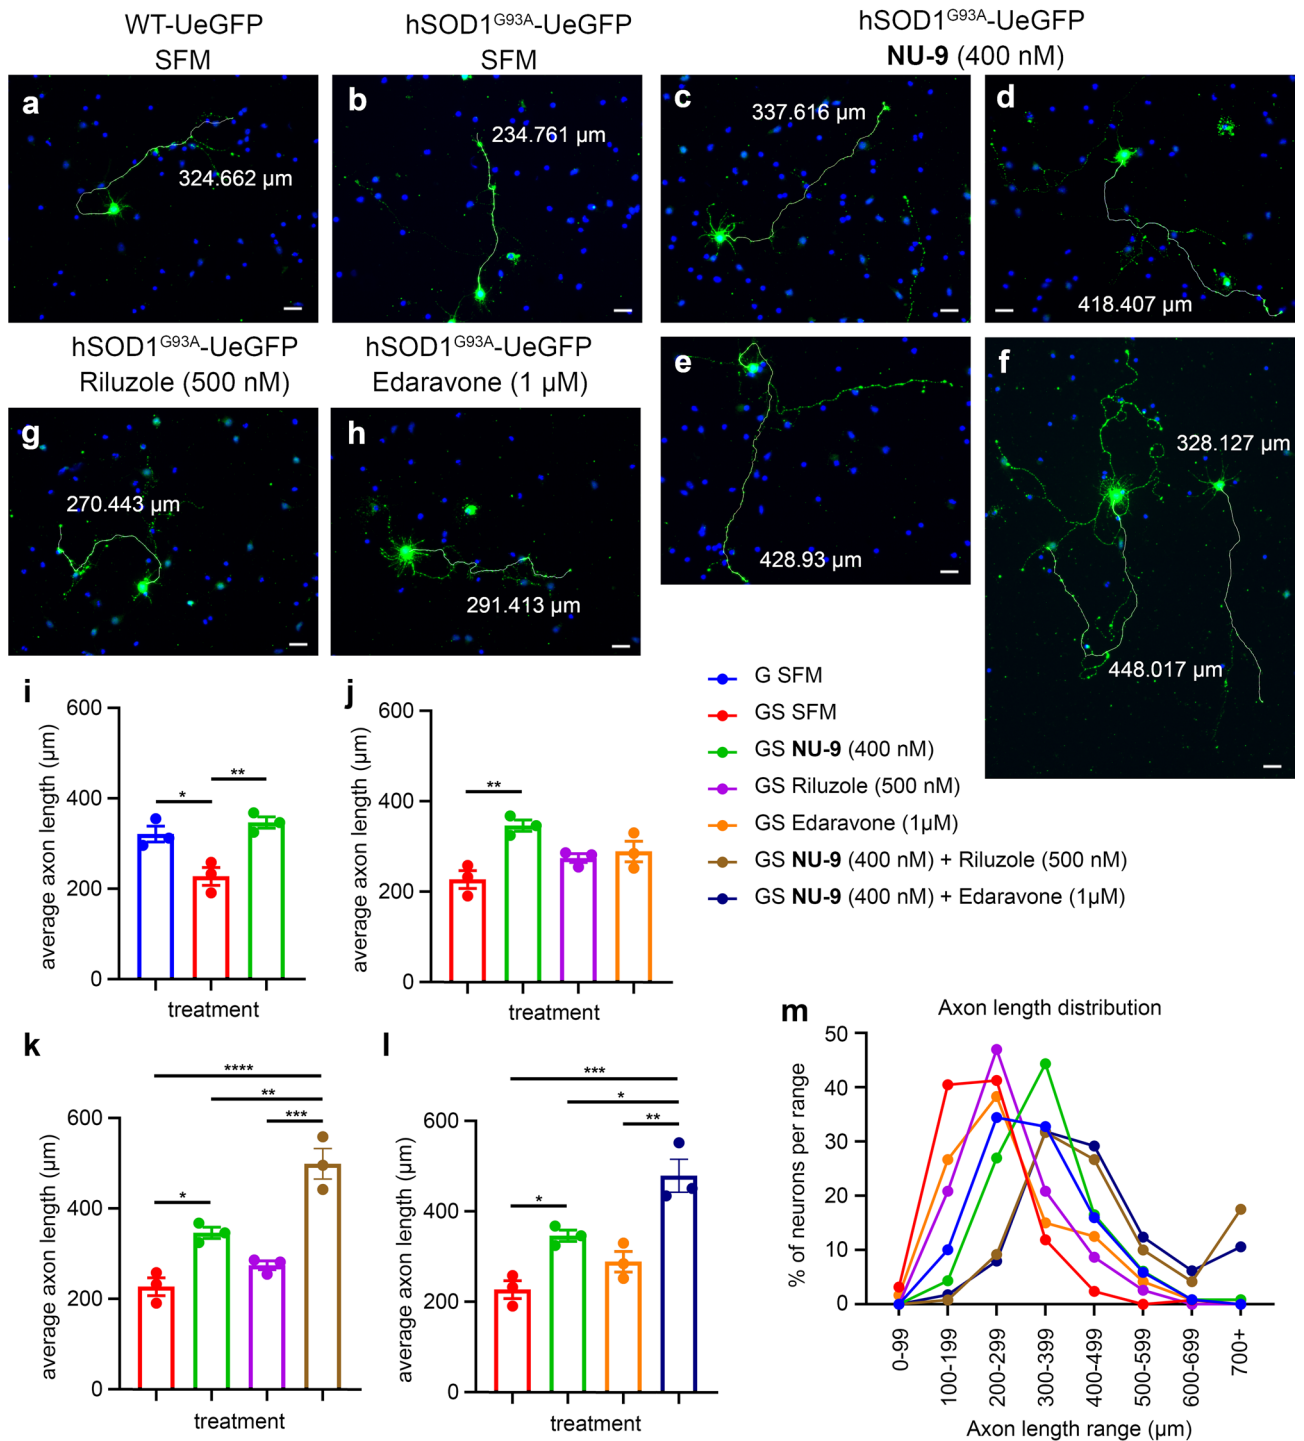 WT-UeGFP
SFM
hSOD1G93A-UeGFP
SFM
hSOD1G93A-UeGFP
NU-9 (400 nM)
a
324.662 µm
b
234.761 µm
c
337.616 µm
d
418.407 µm
hSOD1G93A-UeGFP
Riluzole (500 nM)
hSOD1G93A-UeGFP
Edaravone (1 µM)
e
428.93 µm
f
328.127 µm
448.017 µm
g
270.443 µm
h
291.413 µm
i
average axon length (µm)
600
400
200
0
*
**
treatment
j
average axon length (µm)
600
400
200
0
**
treatment
G SFM
GS SFM
GS NU-9 (400 nM)
GS Riluzole (500 nM)
GS Edaravone (1µM)
GS NU-9 (400 nM) + Riluzole (500 nM)
GS NU-9 (400 nM) + Edaravone (1µM)
k
average axon length (µm)
600
400
200
0
****
**
***
*
treatment
l
average axon length (µm)
600
400
200
0
***
*
**
*
treatment
m
Axon length distribution
% of neurons per range
50
40
30
20
10
0
0-99
100-199
200-299
300-399
400-499
500-599
600-699
700+
Axon length range (µm)